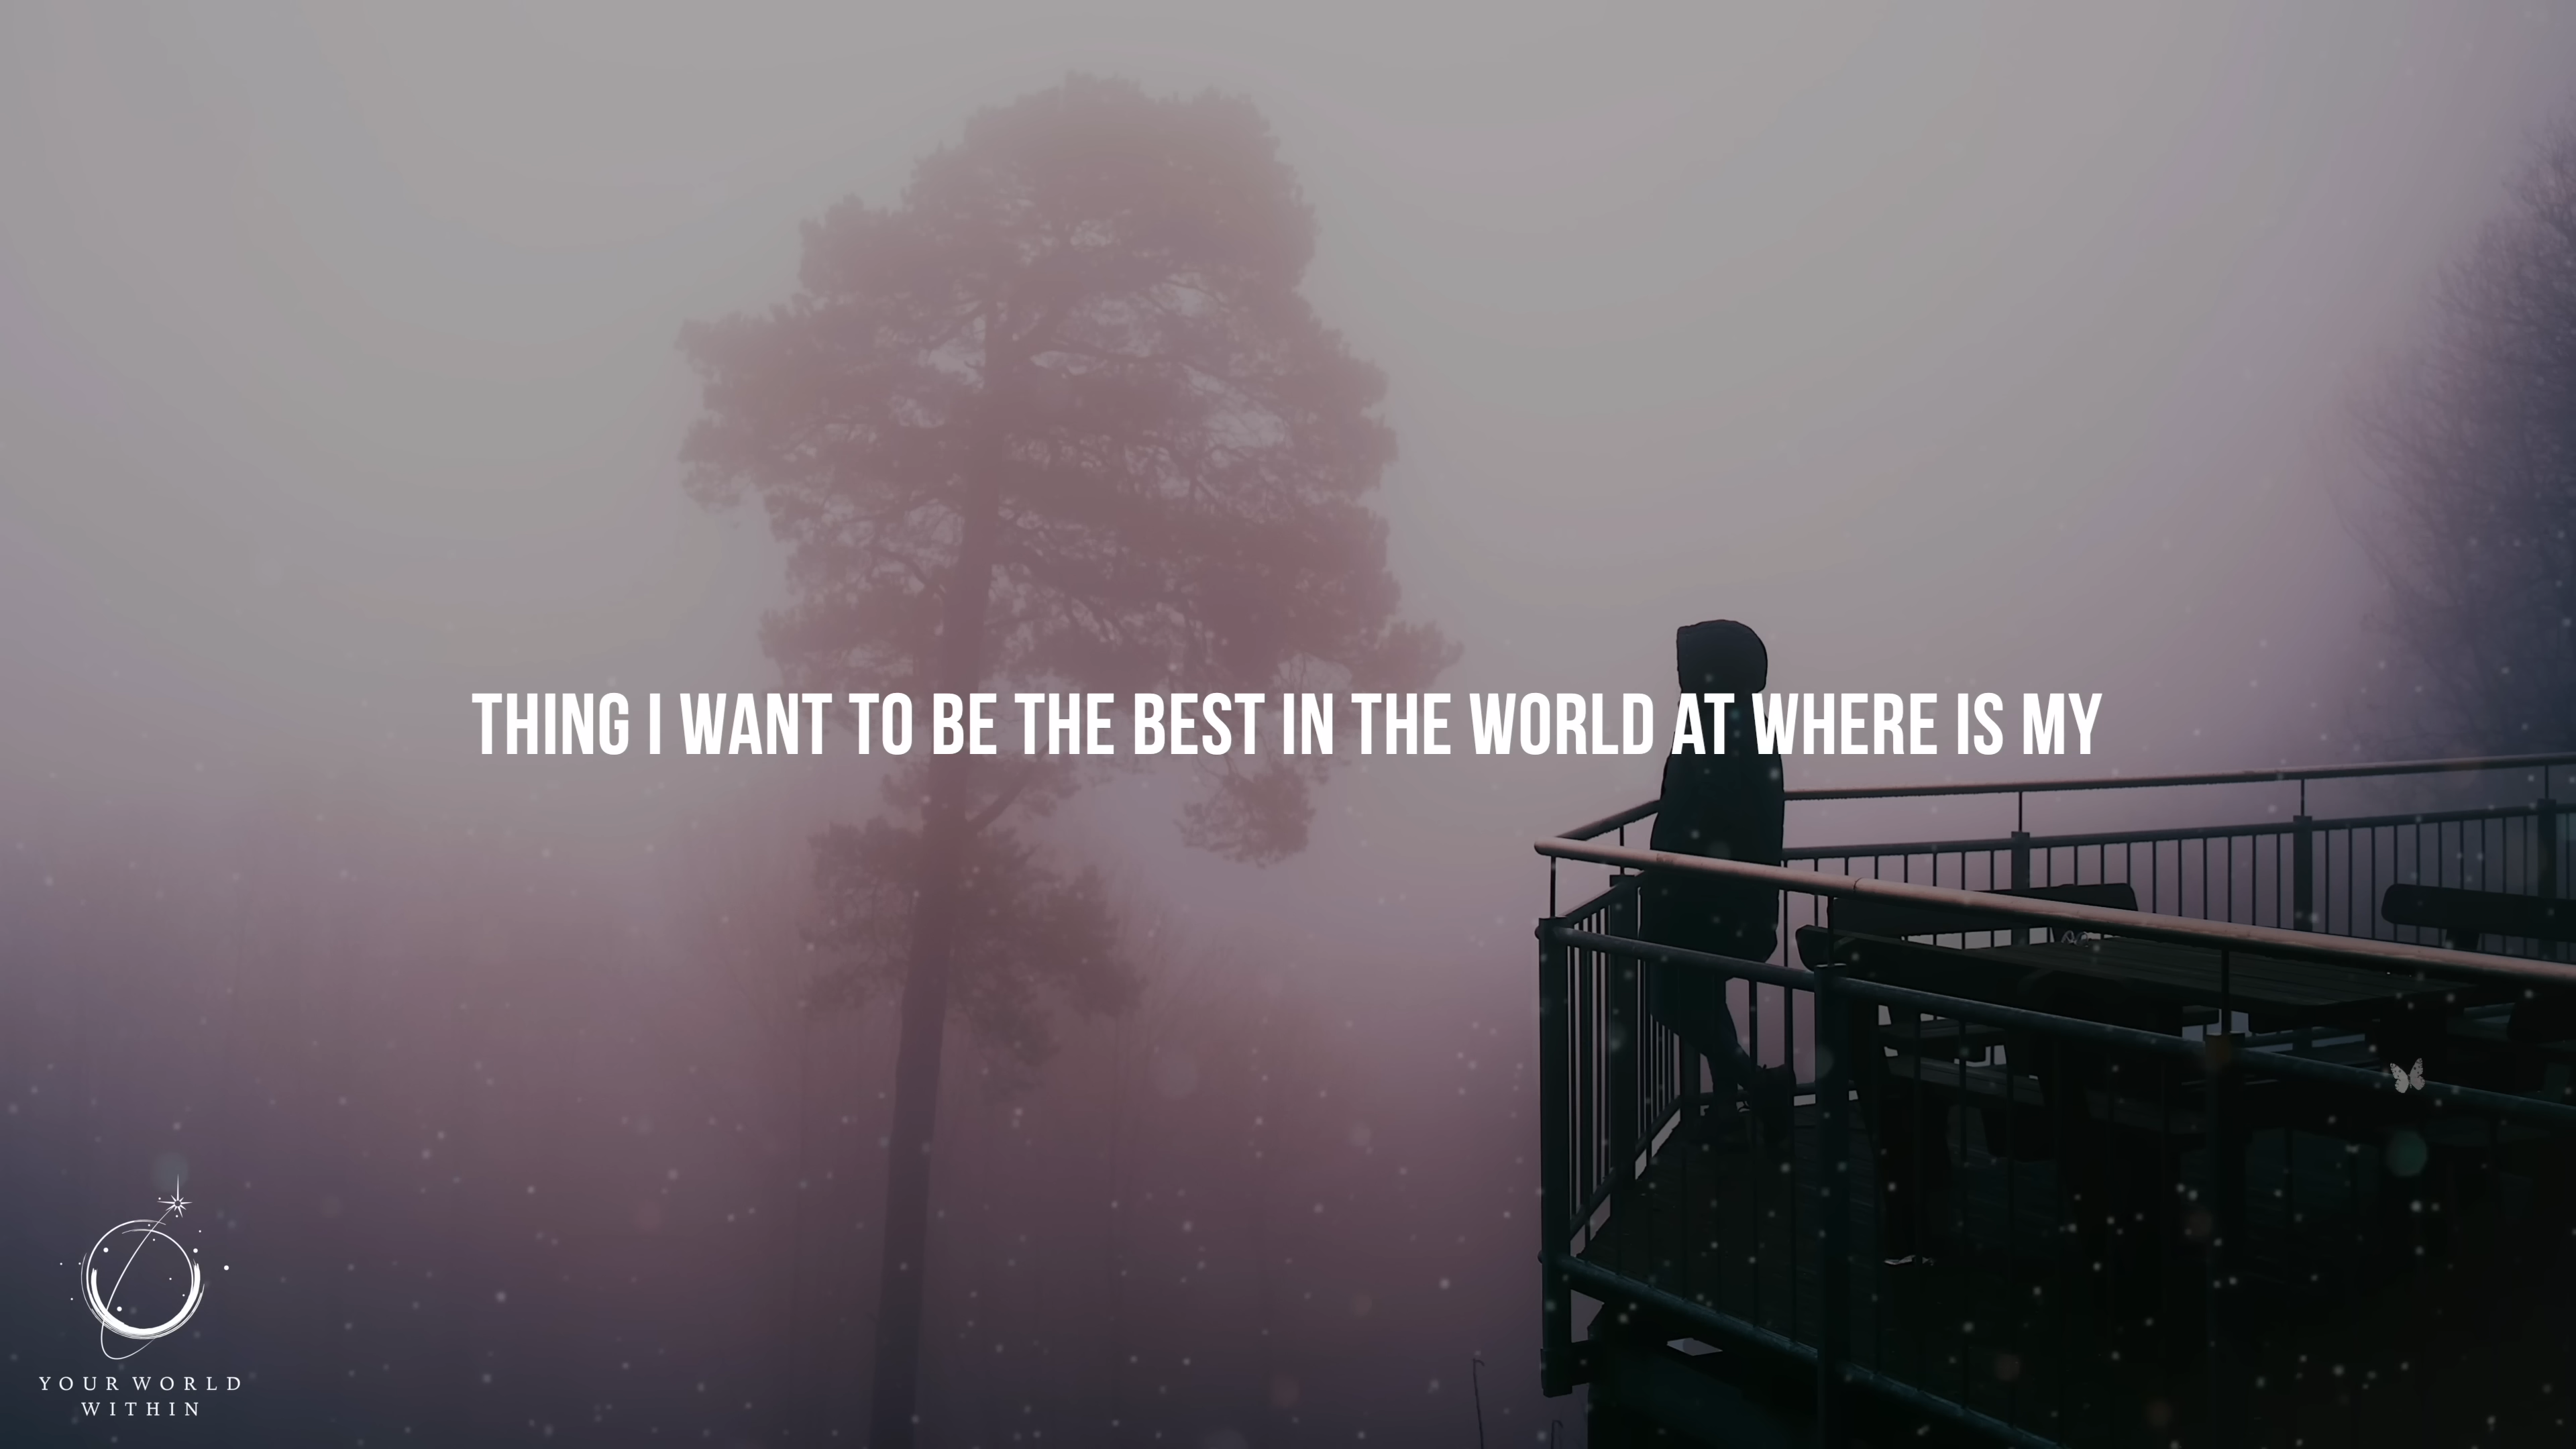 THING I WANT TO BE THE BEST IN THE WORLD AT WHERE IS MY
YOUR WORLD
WITHIN